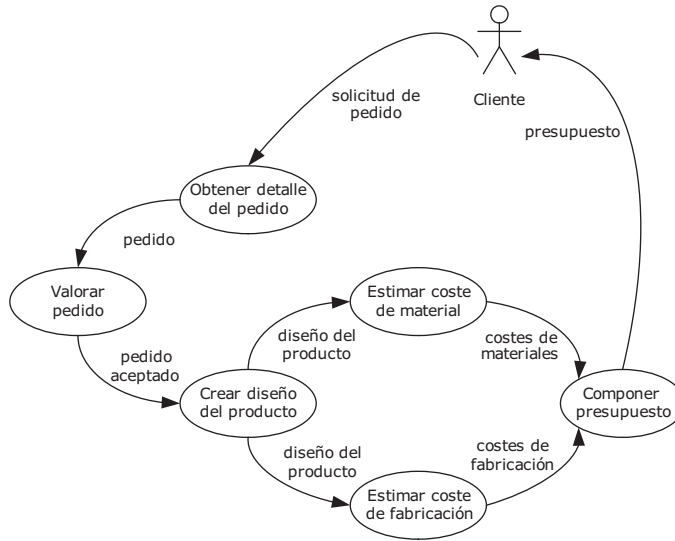 Cliente
solicitud de
pedido
presupuesto
Obtener detalle
del pedido
pedido
Valorar
pedido
Estimar coste
de material
diseño del
producto
costes de
materiales
pedido
aceptado
Crear diseño
del producto
Componer
presupuesto
diseño del
producto
costes de
fabricación
Estimar coste
de fabricación